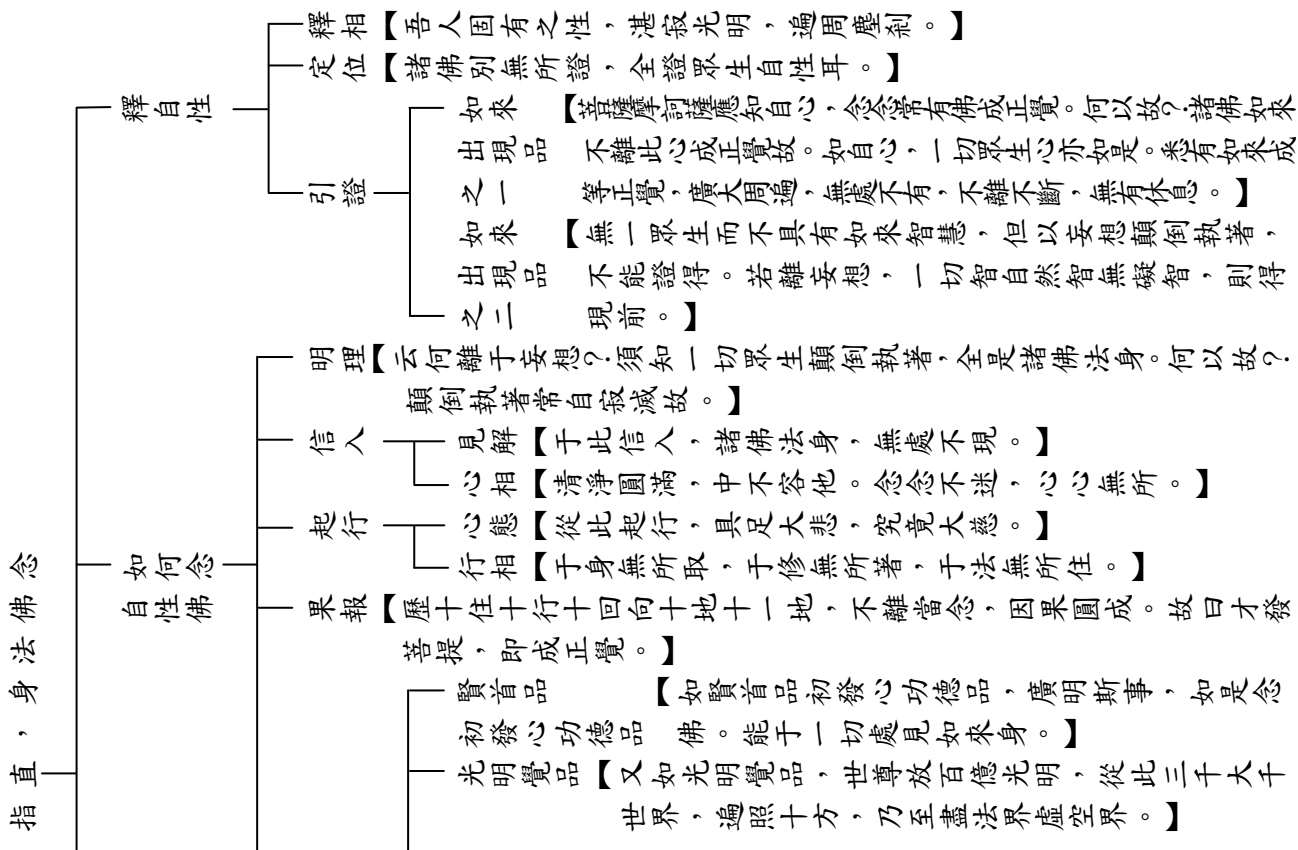 念佛法身，直指
釋自性
釋相【吾人固有之性，湛寂光明，遍周塵剎。】
定位【諸佛別無所證，全證眾生自性耳。】
引證
如來
出現品
之一
【菩薩摩訶薩應知自心，念念常有佛成正覺。何以故？諸佛如來
不離此心成正覺故。如自心，一切眾生心亦如是。悉有如來成
等正覺，廣大周遍，無處不有，不離不斷，無有休息。】
如來
出現品
之二
【無一眾生而不具有如來智慧，但以妄想顛倒執著，
不能證得。若離妄想，一切智自然智無礙智，則得
現前。】
如何念
自性佛
明理【云何離于妄想？須知一切眾生顛倒執著，全是諸佛法身。何以故？
顛倒執著常自寂滅故。】
信入
見解【于此信入，諸佛法身，無處不現。】
心相【清淨圓滿，中不容他。念念不迷，心心無所。】
起行
心態【從此起行，具足大悲，究竟大慈。】
行相【于身無所取，于修無所著，于法無所住。】
果報【歷十住十行十回向十地十一地，不離當念，因果圓成。故曰才發
菩提，即成正覺。】
賢首品
初發心功德品
【如賢首品初發心功德品，廣明斯事，如是念
佛。能于一切處見如來身。】
光明覺品【又如光明覺品，世尊放百億光明，從此三千大千
世界，遍照十方，乃至盡法界虛空界。】